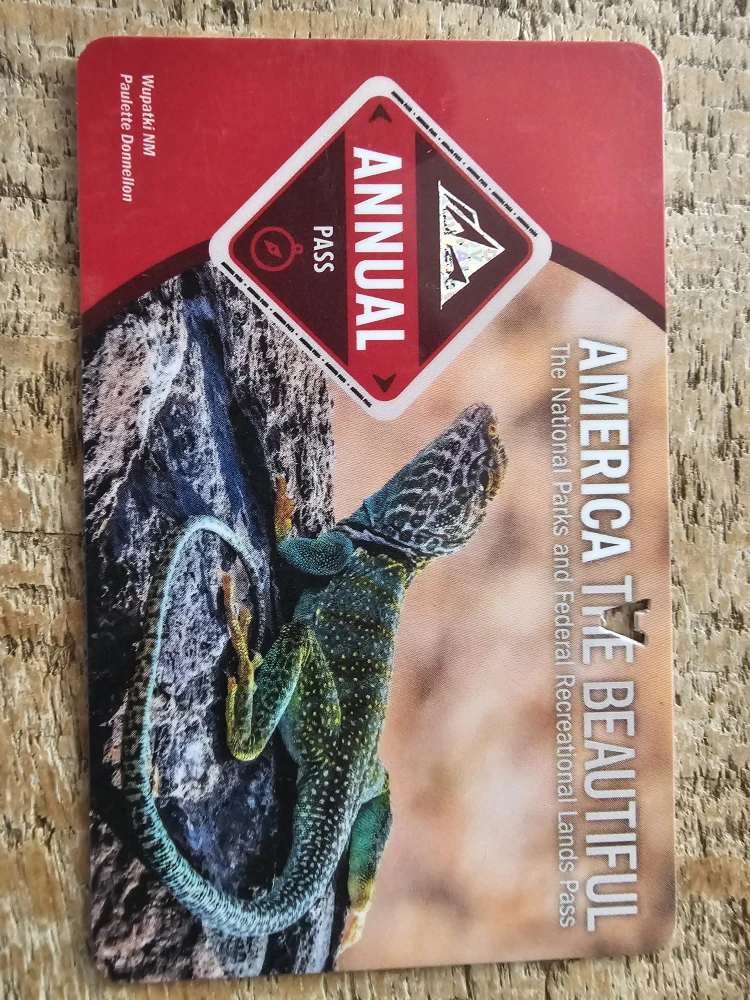 AMERICA THE BEAUTIFUL
The National Parks and Federal Recreational Lands Pass
ANNUAL
PASS
Wupatki NM
Paulette Donnellon